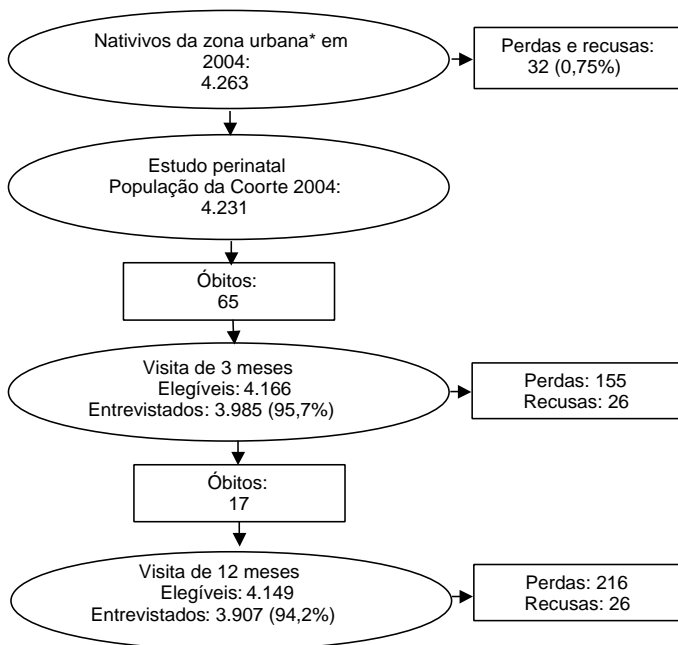 Nativivos da zona urbana* em
2004:
4.263
Perdas e recusas:
32 (0,75%)
Estudo perinatal
População da Coorte 2004:
4.231
Óbitos:
65
Visita de 3 meses
Elegíveis: 4.166
Entrevistados: 3.985 (95,7%)
Perdas: 155
Recusas: 26
Óbitos:
17
Visita de 12 meses
Elegíveis: 4.149
Entrevistados: 3.907 (94,2%)
Perdas: 216
Recusas: 26